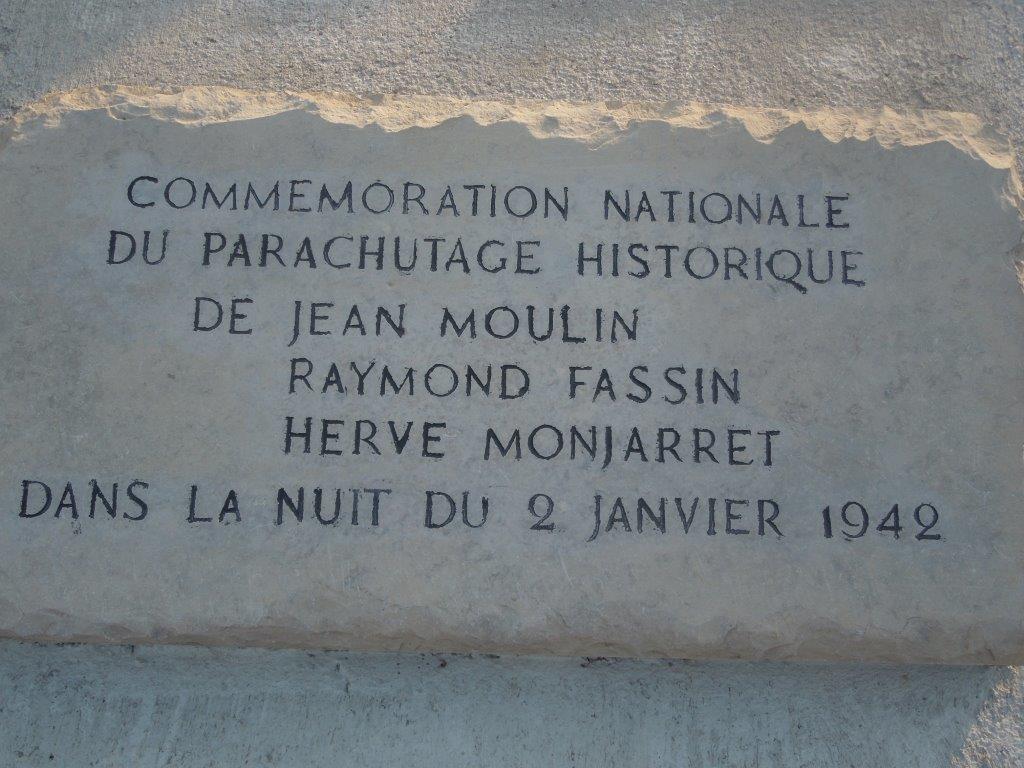 COMMEMORATION NATIONALE
DU PARACHUTAGE HISTORIQUE
DE JEAN MOULIN
RAYMOND FASSIN
HERVE MONJARRET
DANS LA NUIT DU 2 JANVIER 1942